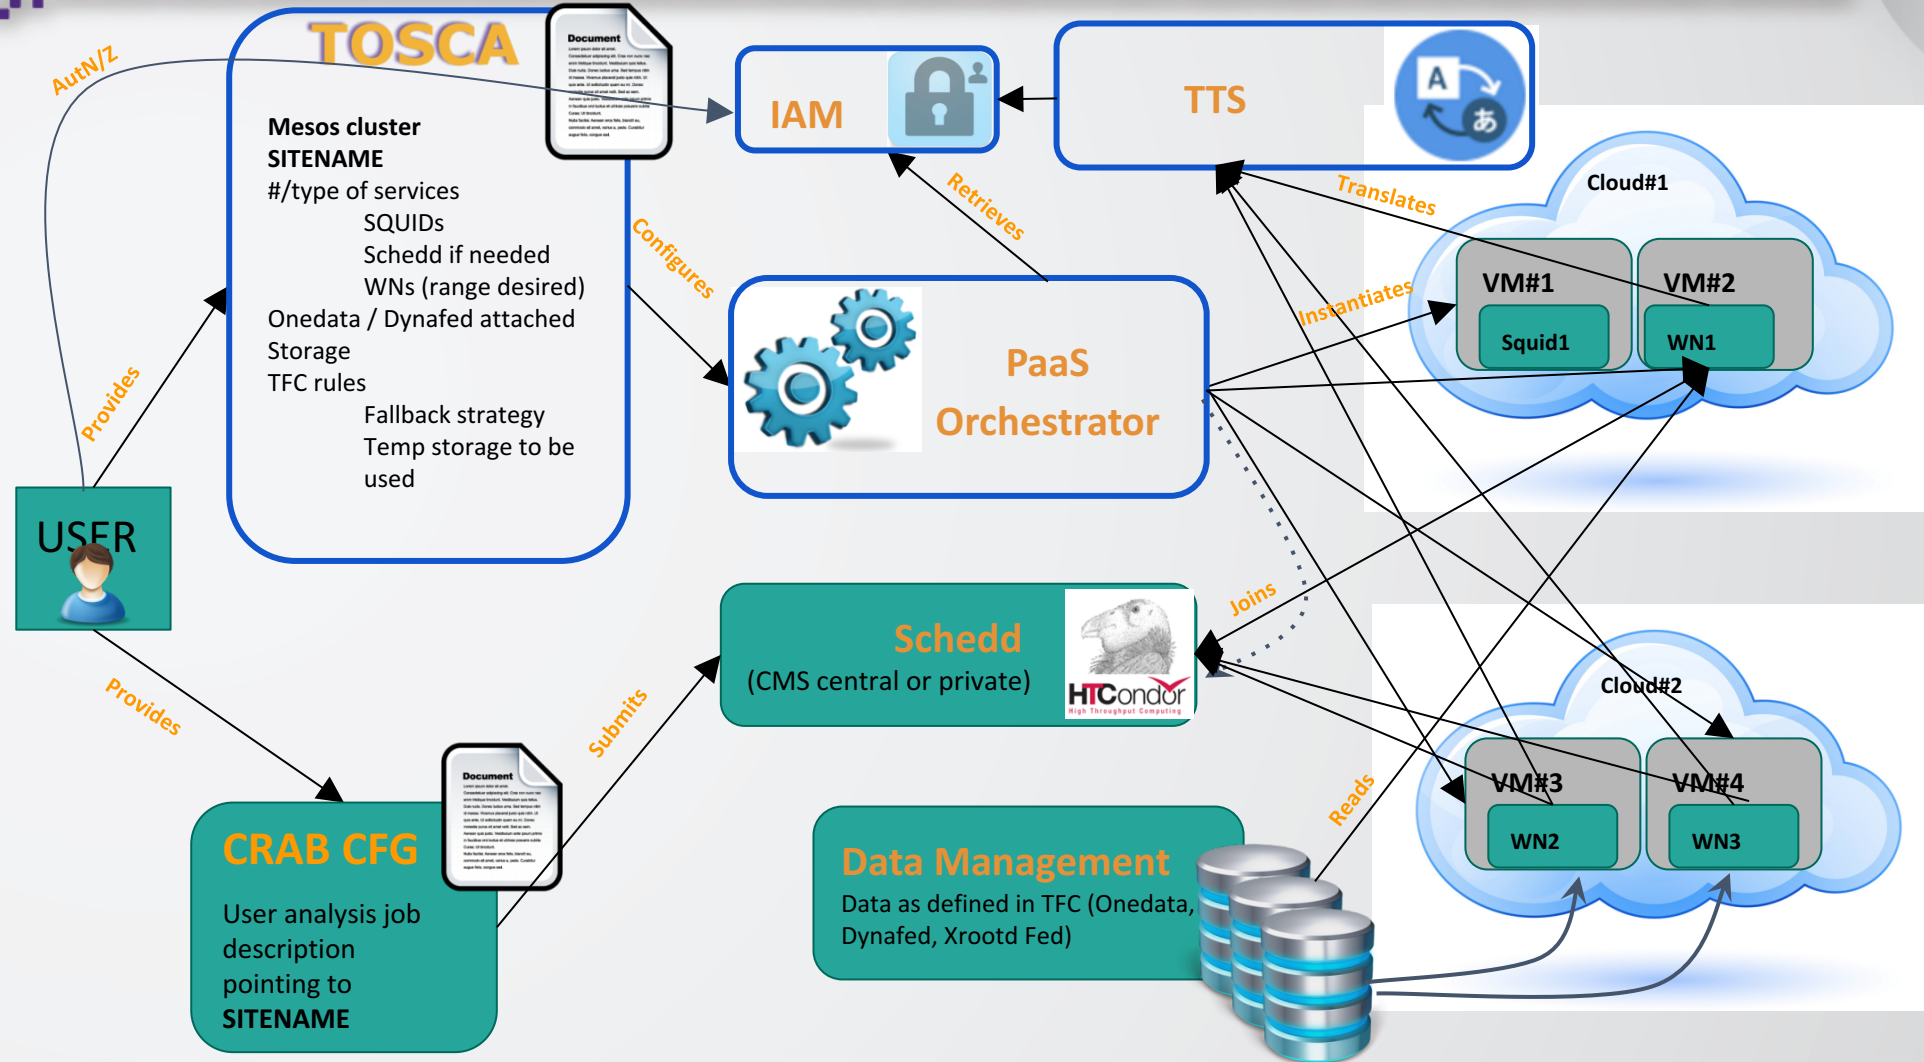 TOSCA
Document
AutN/Z
IAM
TTS
A
あ
Mesos cluster
SITENAME
#/type of services
SQUIDs
Schedd if needed
WNs (range desired)
Onedata / Dynafed attached
Storage
TFC rules
Fallback strategy
Temp storage to be
used
Provides
Configures
Retrieves
Translates
Instantiates
Cloud#1
VM#1
VM#2
Squid1
WN1
PaaS
Orchestrator
USER
Provides
Submits
Schedd
(CMS central or private)
HTCondor
High Throughput Computing
Joins
Reads
Cloud#2
VM#3
VM#4
WN2
WN3
Document
CRAB CFG
User analysis job
description
pointing to
SITENAME
Data Management
Data as defined in TFC (Onedata,
Dynafed, Xrootd Fed)